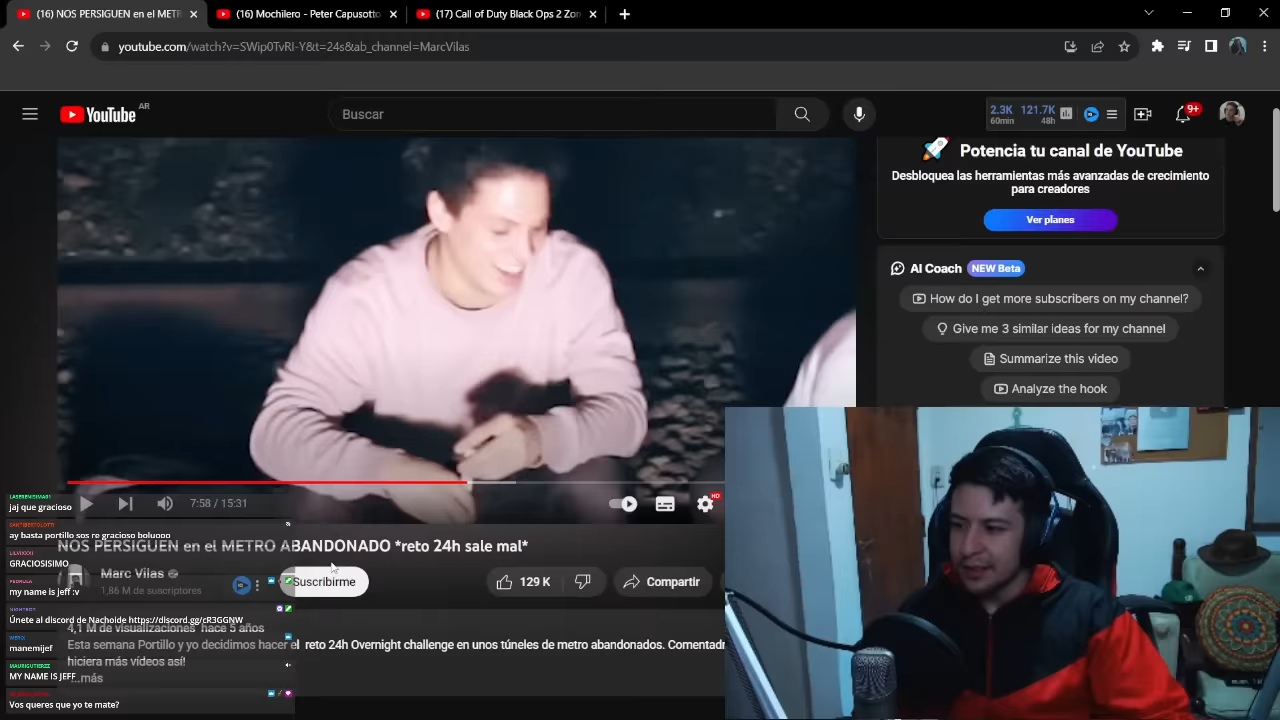 (16) NOS PERSIGUEN en el METR
(16) Mochilero - Peter Capusotto
(17) Call of Duty Black Ops 2 Zom
youtube.com/watch?v=SWip0TvRI-Y&t=24s&ab_channel=MarcVilas
YouTube AR
Buscar
2.3K 121.7K
60min 48h
9+
Potencia tu canal de YouTube
Desbloquea las herramientas más avanzadas de crecimiento
para creadores
Ver planes
AI Coach NEW Beta
How do I get more subscribers on my channel?
Give me 3 similar ideas for my channel
Summarize this video
Analyze the hook
7:58 / 15:31
HD
NOS PERSIGUEN en el METRO ABANDONADO *reto 24h sale mal*
Marc Vilas
1,86 M de suscriptores
Suscribirme
129 K
Compartir
4,1 M de visualizaciones hace 5 años
Esta semana Portillo y yo decidimos hacer el reto 24h Overnight challenge en unos túneles de metro abandonados. Comentadr
hiciera más vídeos así!
...más
jaj que gracioso
ay basta portillo sos re gracioso boluooo
GRACIOSISIMO
my name is jeff :v
Únete al discord de Nachoide https://discord.gg/cR3GGNW
manemijef
MY NAME IS JEFF
Vos queres que yo te mate?